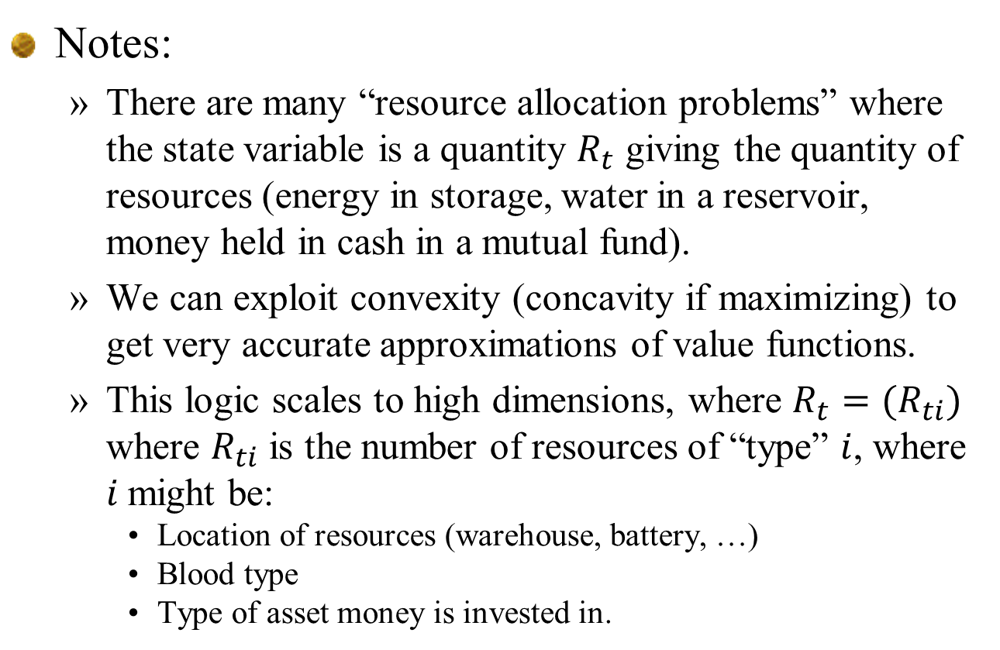 Notes:
» There are many “resource allocation problems” where
the state variable is a quantity R_t giving the quantity of
resources (energy in storage, water in a reservoir,
money held in cash in a mutual fund).
» We can exploit convexity (concavity if maximizing) to
get very accurate approximations of value functions.
» This logic scales to high dimensions, where R_t = (R_{ti})
where R_{ti} is the number of resources of “type” i, where
i might be:
• Location of resources (warehouse, battery, …)
• Blood type
• Type of asset money is invested in.